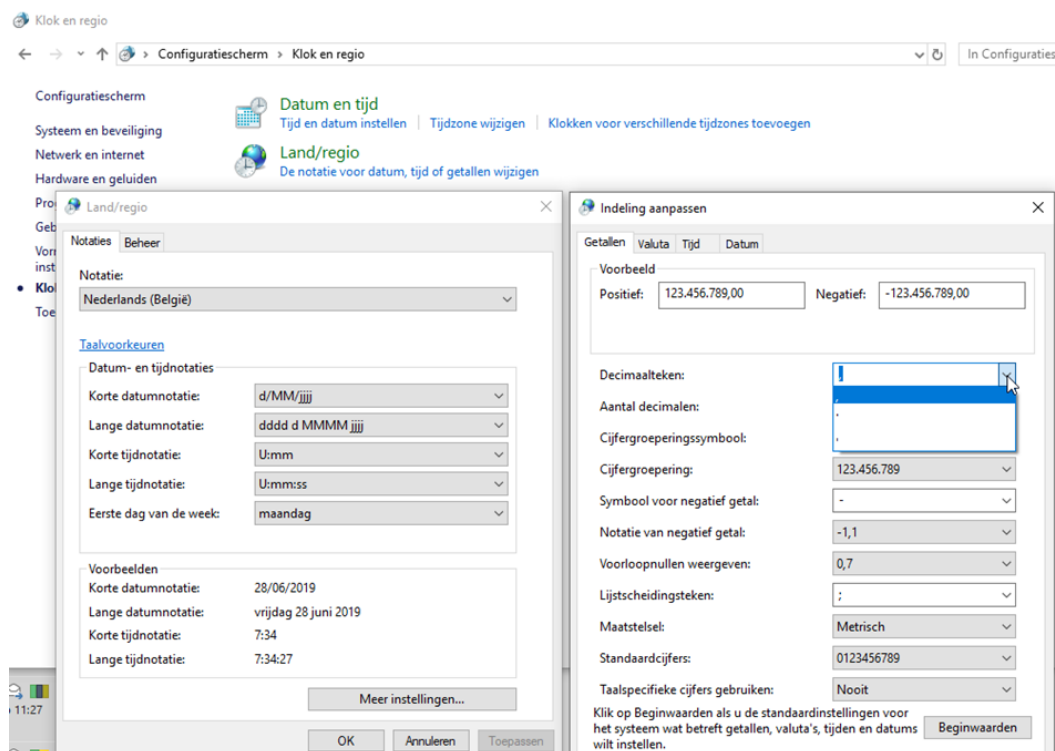 Klok en regio
Configuratiescherm > Klok en regio
In Configuraties
Configuratiescherm
Systeem en beveiliging
Netwerk en internet
Hardware en geluiden
Pro
Geb
Vor
inst
Klo
Toe
Datum en tijd
Tijd en datum instellen | Tijdzone wijzigen | Klokken voor verschillende tijdzones toevoegen
Land/regio
De notatie voor datum, tijd of getallen wijzigen
Land/regio
Notaties Beheer
Notatie:
Nederlands (België)
Taalvoorkeuren
Datum- en tijdnotaties
Korte datumnotatie: d/MM/jjjj
Lange datumnotatie: dddd d MMMM jjjj
Korte tijdnotatie: U:mm
Lange tijdnotatie: U:mm:ss
Eerste dag van de week: maandag
Voorbeelden
Korte datumnotatie: 28/06/2019
Lange datumnotatie: vrijdag 28 juni 2019
Korte tijdnotatie: 7:34
Lange tijdnotatie: 7:34:27
Meer instellingen...
OK Annuleren Toepassen
Indeling aanpassen
Getallen Valuta Tijd Datum
Voorbeeld
Positief: 123.456.789,00 Negatief: -123.456.789,00
Decimaalteken: ,
,
.
Aantal decimalen:
Cijfergroeperingssymbool:
Cijfergroepering: 123.456.789
Symbool voor negatief getal: -
Notatie van negatief getal: -1,1
Voorloopnullen weergeven: 0,7
Lijstscheidingsteken: ;
Maatstelsel: Metrisch
Standaardcijfers: 0123456789
Taalspecifieke cijfers gebruiken: Nooit
Klik op Beginwaarden als u de standaardinstellingen voor
het systeem wat betreft getallen, valuta's, tijden en datums
wilt instellen.
Beginwaarden
11:27